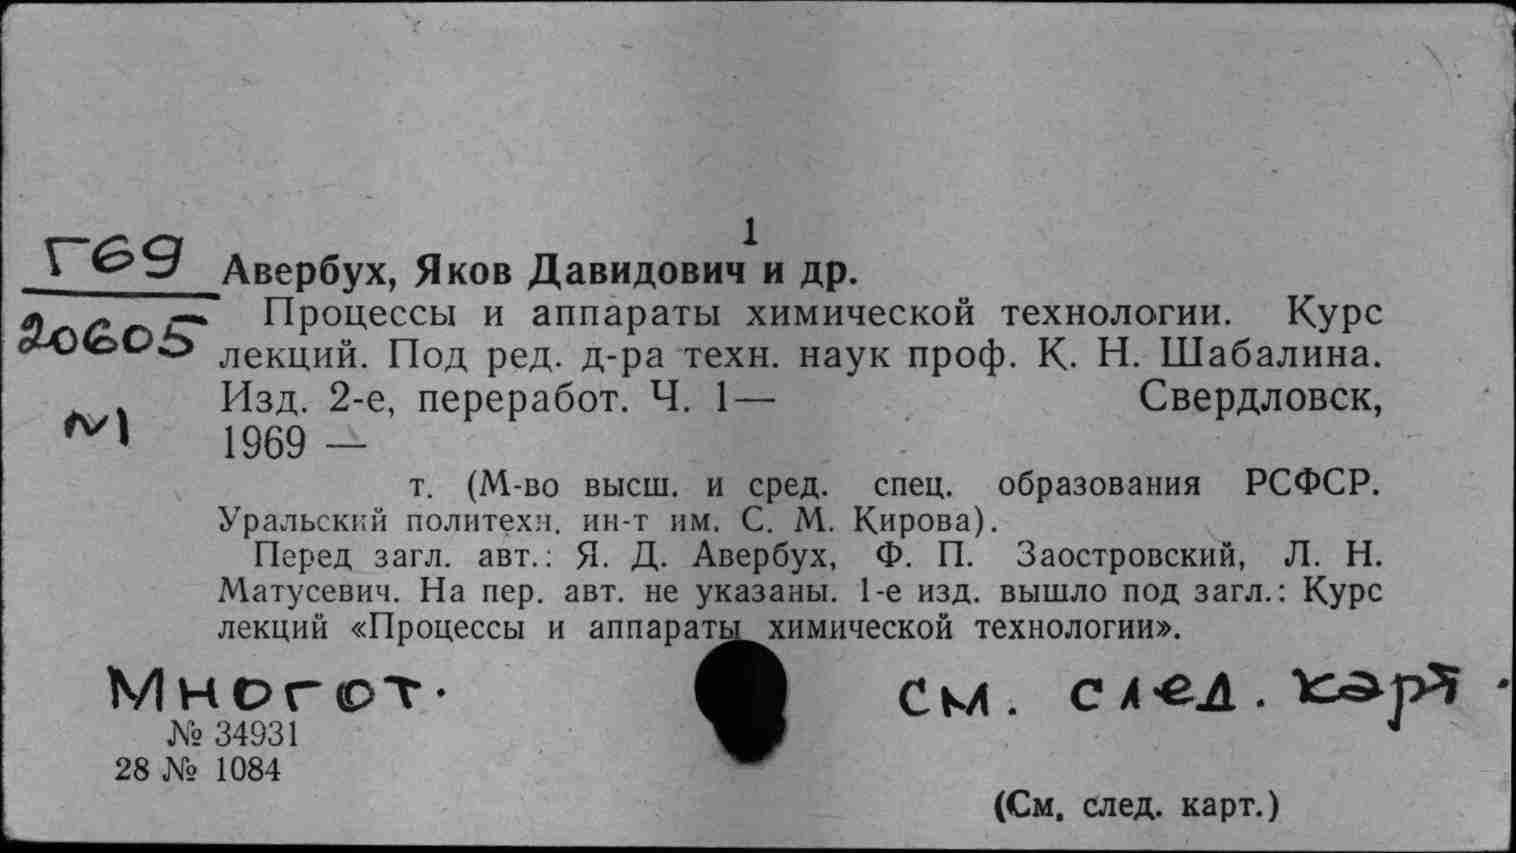 1
Г69 Авербух, Яков Давидович и др.
20605 Процессы и аппараты химической технологии. Курс
лекций. Под ред. д-ра техн. наук проф. К. Н. Шабалина.
Изд. 2-е, переработ. Ч. 1— Свердловск,
1969 —
т. (М-во высш. и сред. спец. образования РСФСР.
Уральский политехн. ин-т им. С. М. Кирова).
Перед загл. авт.: Я. Д. Авербух, Ф. П. Заостровский, Л. Н.
Матусевич. На пер. авт. не указаны. 1-е изд. вышло под загл.: Курс
лекций «Процессы и аппараты химической технологии».
Многот. См. след. карт.
№ 34931
28 № 1084
(См. след. карт.)